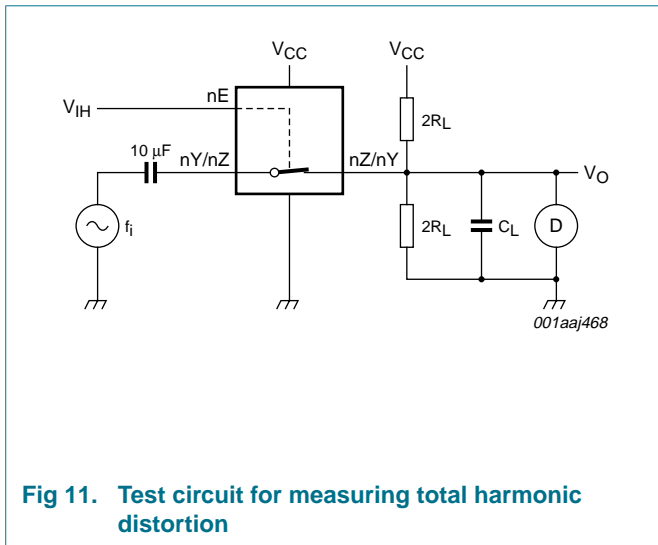 VCC
VCC
nE
VIH
2RL
10 μF
nY/nZ
nZ/nY
VO
fi
2RL
CL
D
001aaj468
Fig 11. Test circuit for measuring total harmonic
distortion